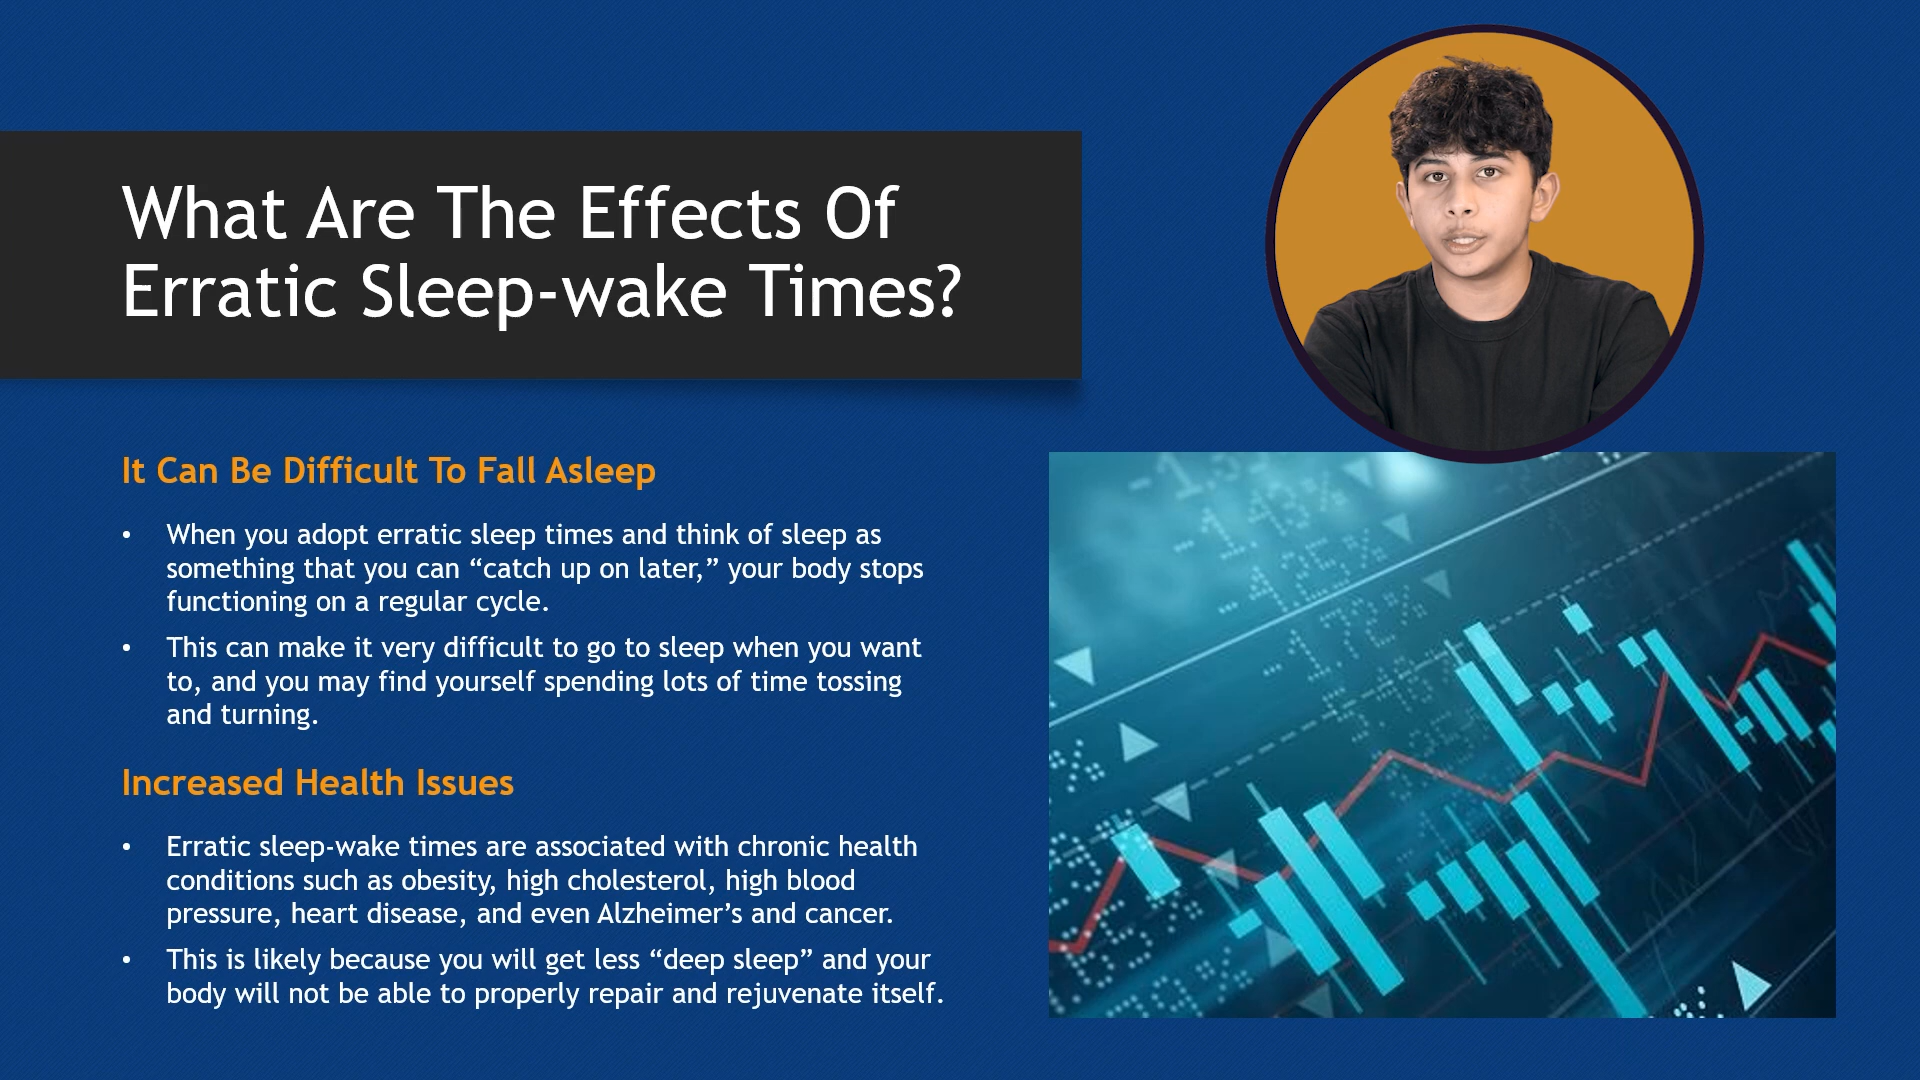 What Are The Effects Of
Erratic Sleep-wake Times?
It Can Be Difficult To Fall Asleep
• When you adopt erratic sleep times and think of sleep as
something that you can “catch up on later,” your body stops
functioning on a regular cycle.
• This can make it very difficult to go to sleep when you want
to, and you may find yourself spending lots of time tossing
and turning.
Increased Health Issues
• Erratic sleep-wake times are associated with chronic health
conditions such as obesity, high cholesterol, high blood
pressure, heart disease, and even Alzheimer’s and cancer.
• This is likely because you will get less “deep sleep” and your
body will not be able to properly repair and rejuvenate itself.